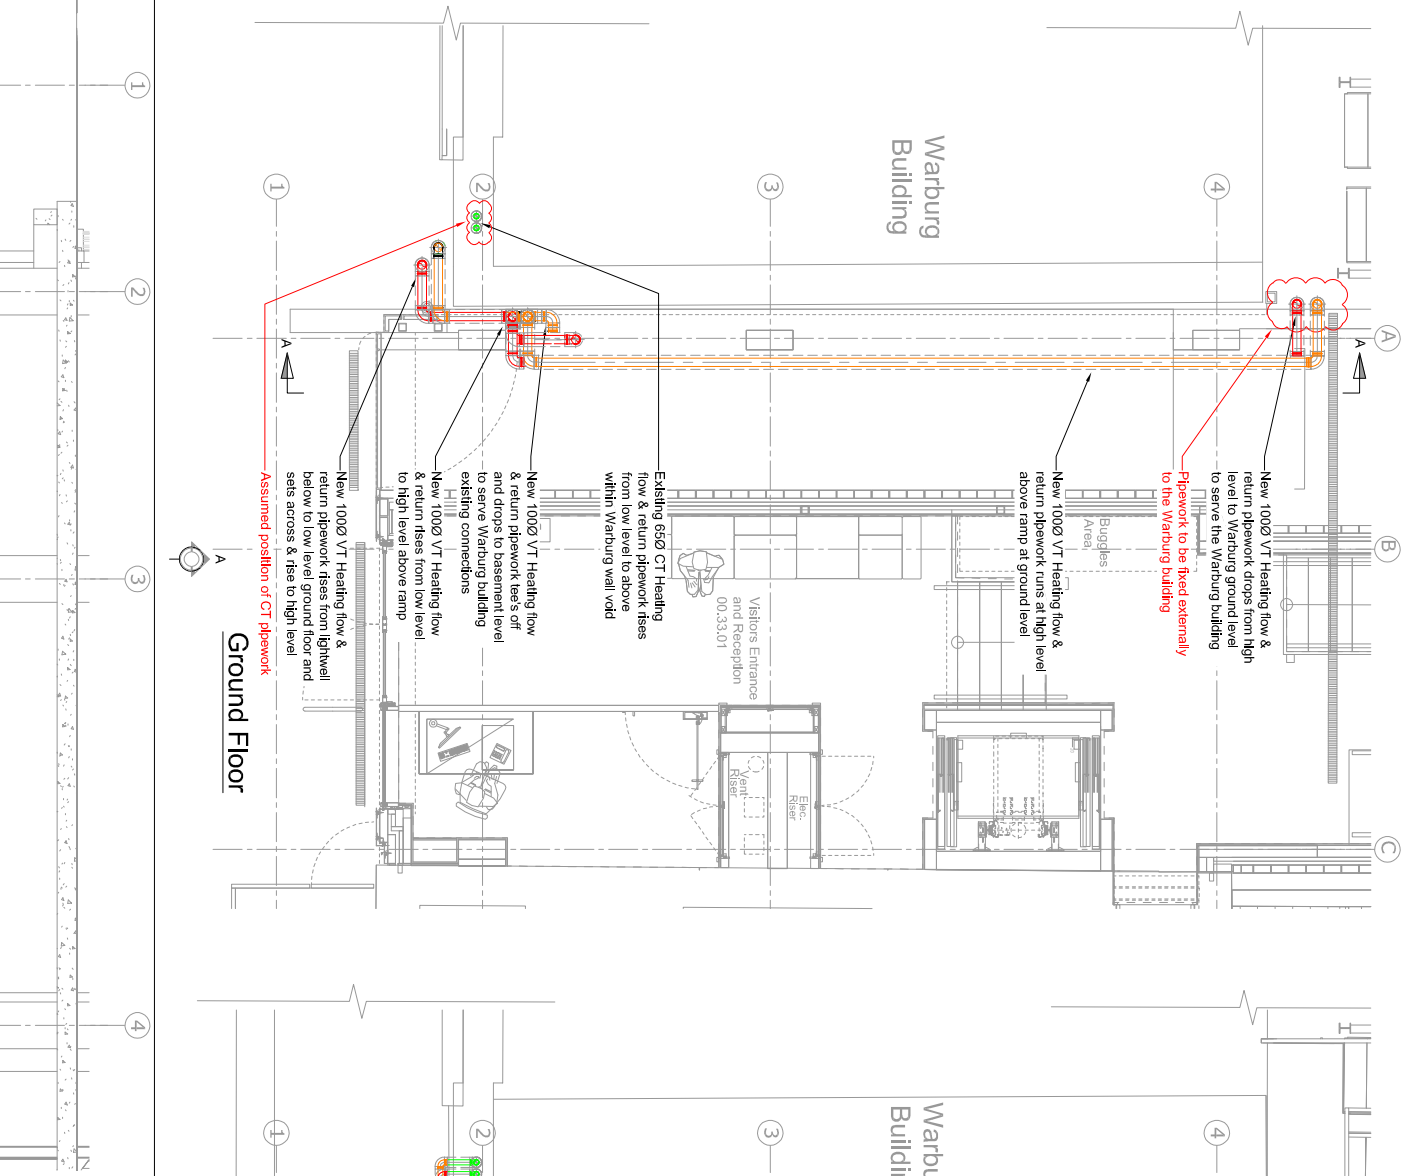 Warburg
Building
1
2
3
4
A
B
C
1
2
3
4
A
A
A
New 100Ø VT Heating flow &
return pipework drops from high
level to Warburg ground level
to serve the Warburg building
Pipework to be fixed externally
to the Warburg building
New 100Ø VT Heating flow &
return pipework runs at high level
above ramp at ground level
Existing 65Ø CT Heating
flow & return pipework rises
from low level to above
within Warburg wall void
New 100Ø VT Heating flow
& return pipework tee's off
and drops to basement level
to serve Warburg building
existing connections
New 100Ø VT Heating flow
& return rises from low level
to high level above ramp
New 100Ø VT Heating flow &
return pipework rises from lightwell
below to low level ground floor and
sets across & rise to high level
Assumed position of CT pipework
Buggies
Area
Visitors Entrance
and Reception
00.33.01
Vent
Riser
Elec.
Riser
Ground Floor
Warbu
Buildi
1
2
3
4